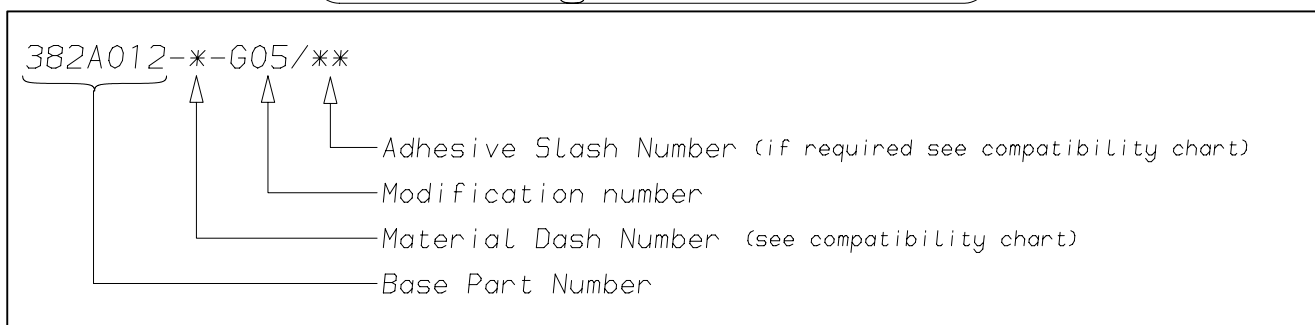 382A012-*-G05/**
Adhesive Slash Number (if required see compatibility chart)
Modification number
Material Dash Number (see compatibility chart)
Base Part Number